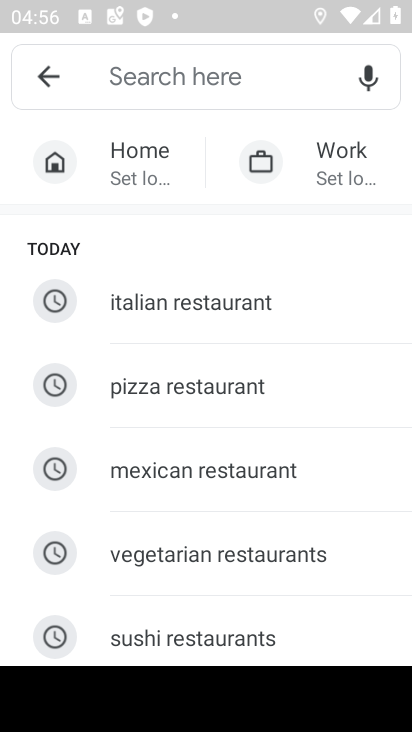 04:56
Search here
Home
Set lo...
Work
Set lo...
TODAY
italian restaurant
pizza restaurant
mexican restaurant
vegetarian restaurants
sushi restaurants